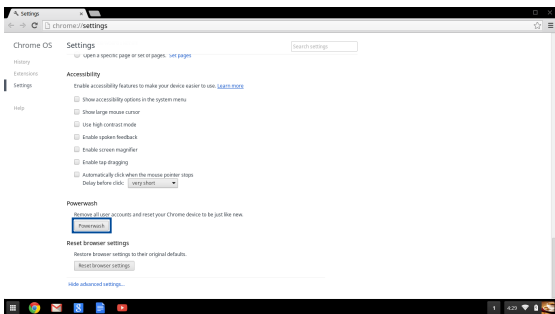 Settings
chrome://settings
Chrome OS
Settings
Search settings
History
Extensions
Settings
Help
Open a specific page or set of pages. Set pages
Accessibility
Enable accessibility features to make your device easier to use. Learn more
Show accessibility options in the system menu
Show large mouse cursor
Use high contrast mode
Enable spoken feedback
Enable screen magnifier
Enable tap dragging
Automatically click when the mouse pointer stops
Delay before click: very short
Powerwash
Remove all user accounts and reset your Chrome device to be just like new.
Powerwash
Reset browser settings
Restore browser settings to their original defaults.
Reset browser settings
Hide advanced settings...
1 4:29